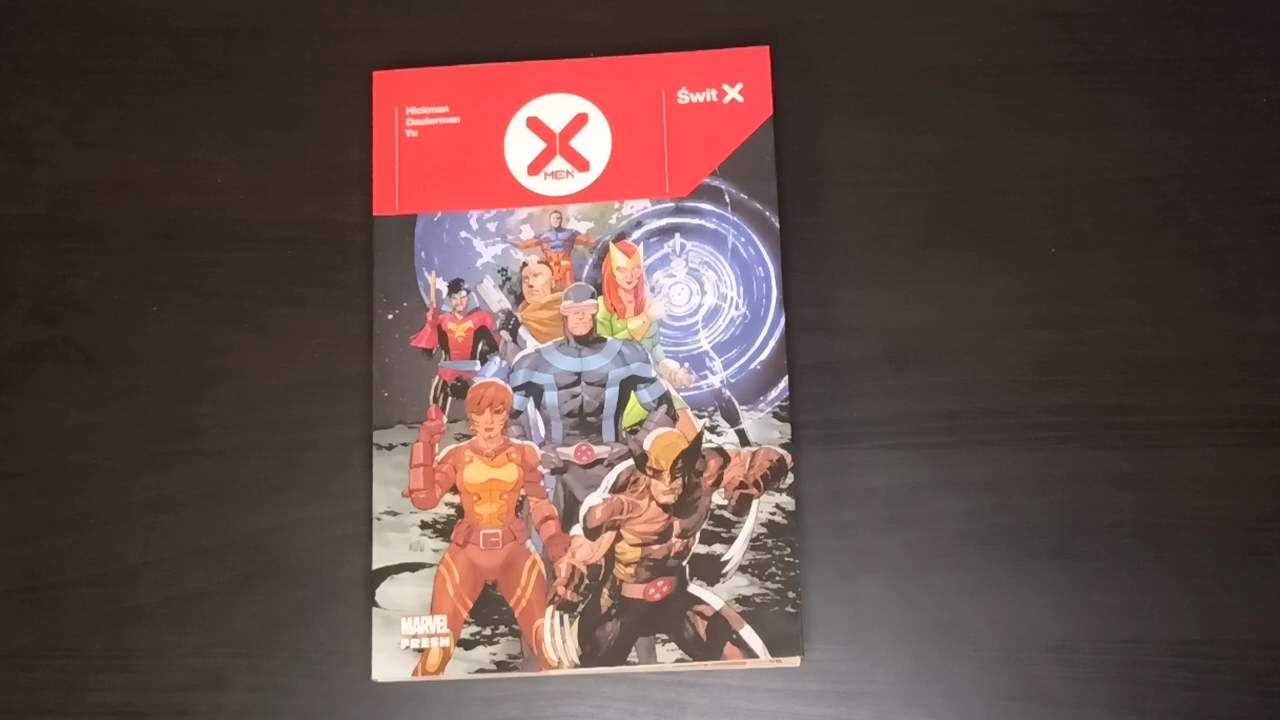 Hickman
Dauterman
Yu
X
MEN
Świt X
MARVEL
FRESH